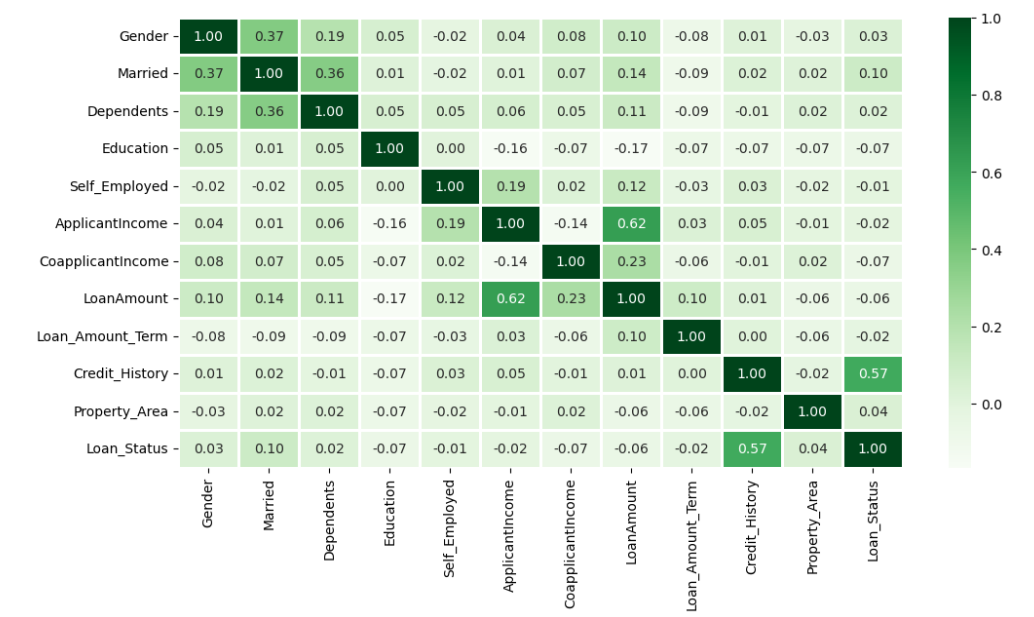 Gender 1.00 0.37 0.19 0.05 -0.02 0.04 0.08 0.10 -0.08 0.01 -0.03 0.03
Married 0.37 1.00 0.36 0.01 -0.02 0.01 0.07 0.14 -0.09 0.02 0.02 0.10
Dependents 0.19 0.36 1.00 0.05 0.05 0.06 0.05 0.11 -0.09 -0.01 0.02 0.02
Education 0.05 0.01 0.05 1.00 0.00 -0.16 -0.07 -0.17 -0.07 -0.07 -0.07 -0.07
Self_Employed -0.02 -0.02 0.05 0.00 1.00 0.19 0.02 0.12 -0.03 0.03 -0.02 -0.01
ApplicantIncome 0.04 0.01 0.06 -0.16 0.19 1.00 -0.14 0.62 0.03 0.05 -0.01 -0.02
CoapplicantIncome 0.08 0.07 0.05 -0.07 0.02 -0.14 1.00 0.23 -0.06 -0.01 0.02 -0.07
LoanAmount 0.10 0.14 0.11 -0.17 0.12 0.62 0.23 1.00 0.10 0.01 -0.06 -0.06
Loan_Amount_Term -0.08 -0.09 -0.09 -0.07 -0.03 0.03 -0.06 0.10 1.00 0.00 -0.06 -0.02
Credit_History 0.01 0.02 -0.01 -0.07 0.03 0.05 -0.01 0.01 0.00 1.00 -0.02 0.57
Property_Area -0.03 0.02 0.02 -0.07 -0.02 -0.01 0.02 -0.06 -0.06 -0.02 1.00 0.04
Loan_Status 0.03 0.10 0.02 -0.07 -0.01 -0.02 -0.07 -0.06 -0.02 0.57 0.04 1.00
Gender
Married
Dependents
Education
Self_Employed
ApplicantIncome
CoapplicantIncome
LoanAmount
Loan_Amount_Term
Credit_History
Property_Area
Loan_Status
1.0
0.8
0.6
0.4
0.2
0.0